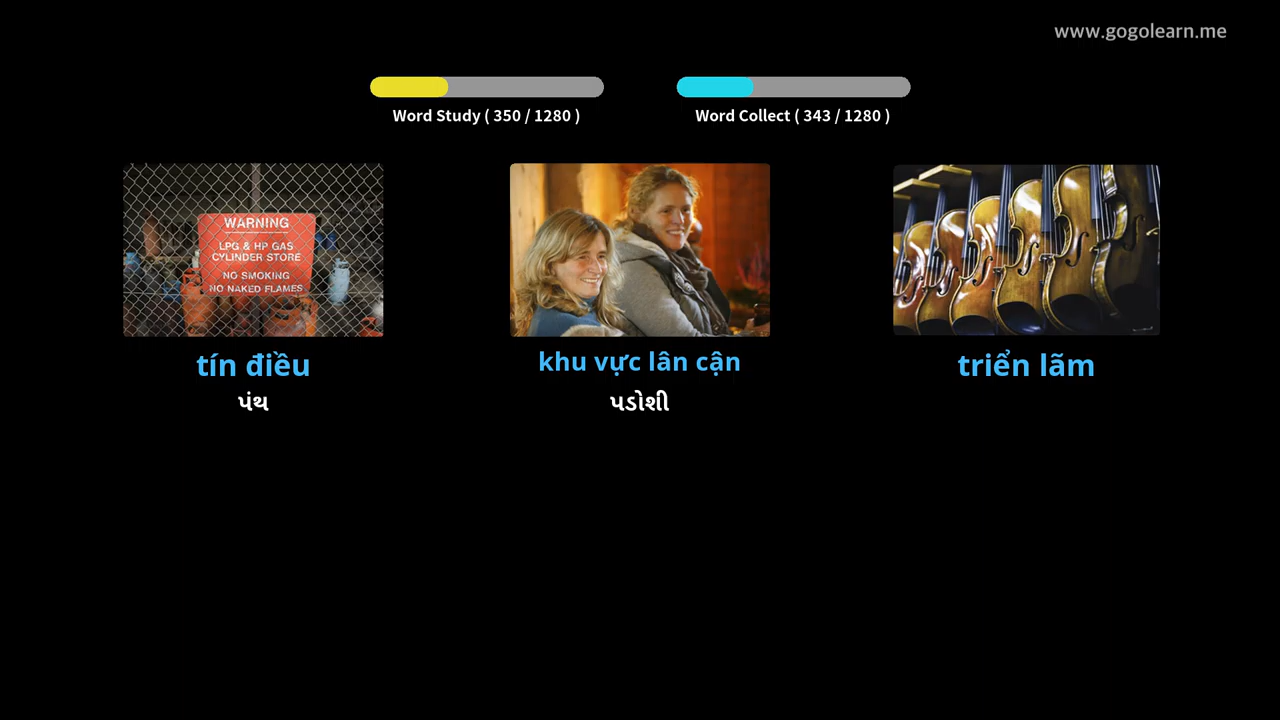 www.gogolearn.me
Word Study ( 350 / 1280 )
Word Collect ( 343 / 1280 )
WARNING
LPG & HP GAS
CYLINDER STORE
NO SMOKING
NO NAKED FLAMES
tín điều
khu vực lân cận
triển lãm
પંથ
પડોશી